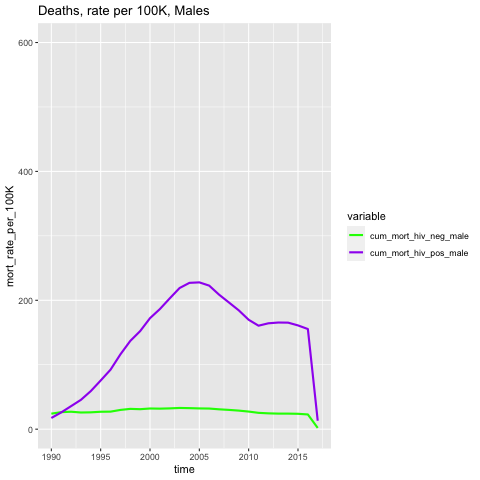 Deaths, rate per 100K, Males
mort_rate_per_100K
600
400
200
0
1990
1995
2000
2005
2010
2015
time
variable
cum_mort_hiv_neg_male
cum_mort_hiv_pos_male